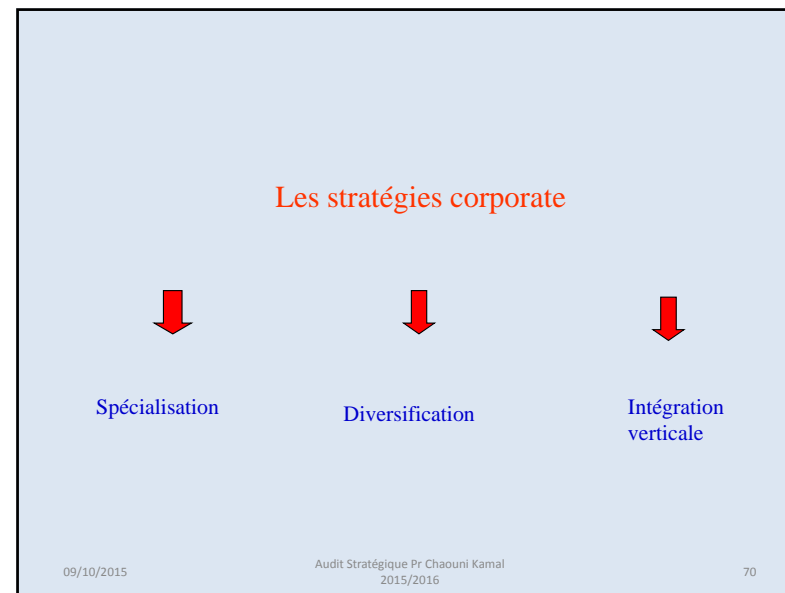 Les stratégies corporate
Spécialisation
Diversification
Intégration
verticale
09/10/2015
Audit Stratégique Pr Chaouni Kamal
2015/2016
70